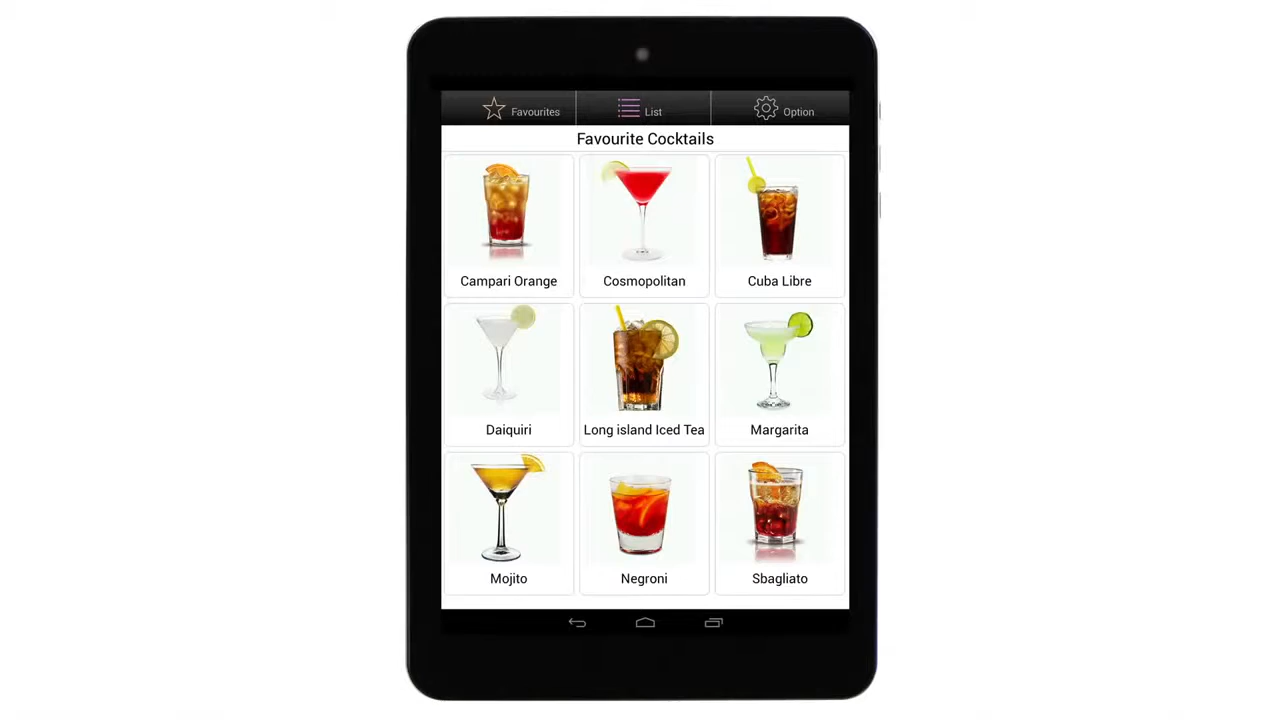 Favourites
List
Option
Favourite Cocktails
Campari Orange
Cosmopolitan
Cuba Libre
Daiquiri
Long island Iced Tea
Margarita
Mojito
Negroni
Sbagliato